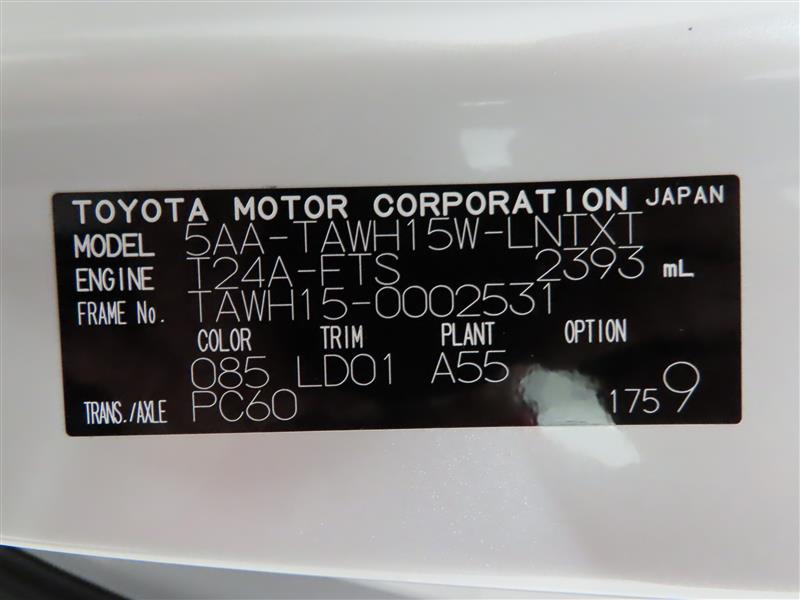 TOYOTA MOTOR CORPORATION JAPAN
MODEL 5AA-TAWH15W-LNTXT
ENGINE T24A-FTS 2393 mL
FRAME No. TAWH15-0002531
COLOR TRIM PLANT OPTION
085 LD01 A55
TRANS./AXLE PC60 1759